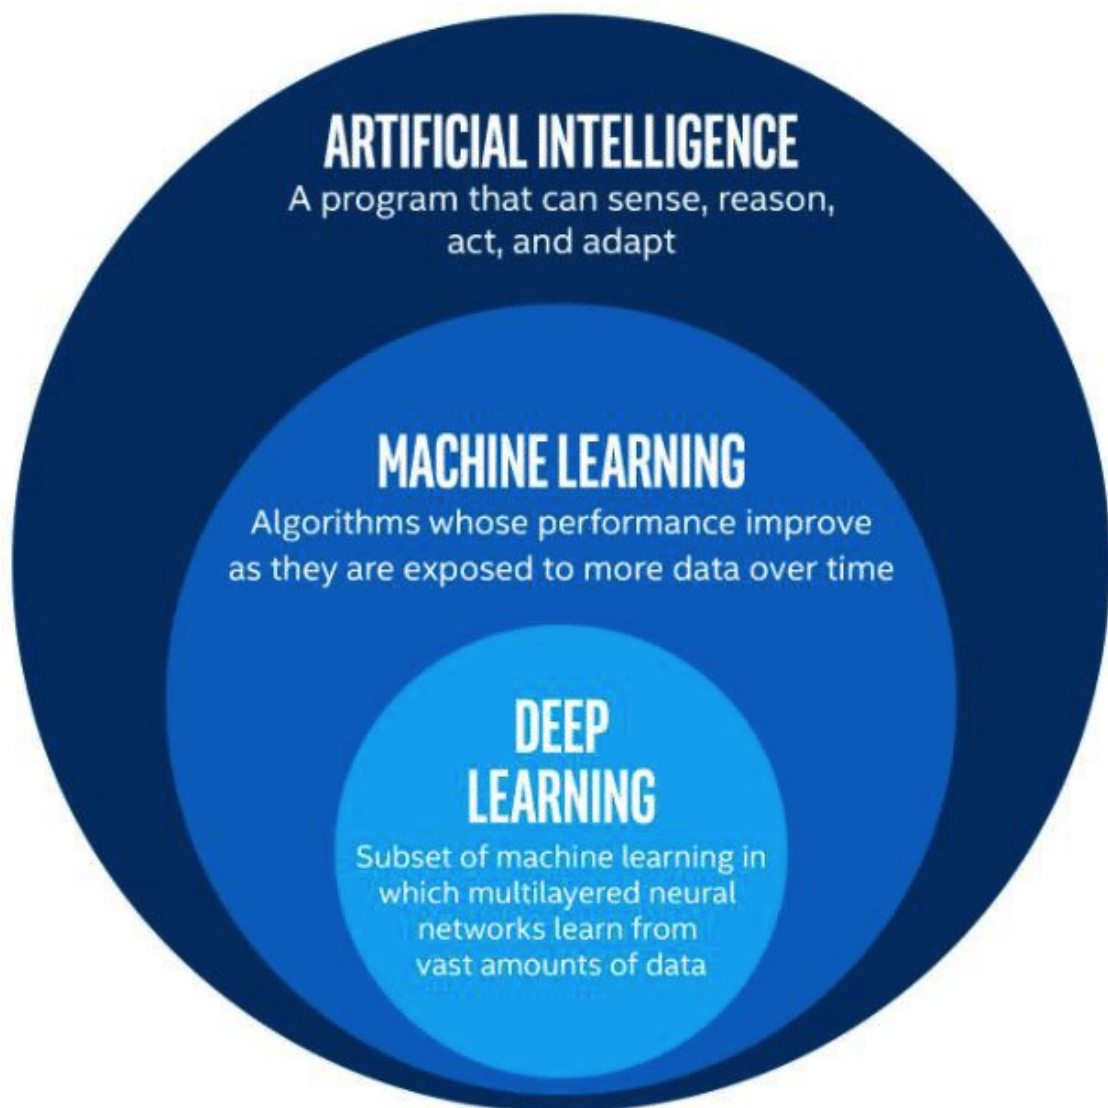 ARTIFICIAL INTELLIGENCE
A program that can sense, reason,
act, and adapt
MACHINE LEARNING
Algorithms whose performance improve
as they are exposed to more data over time
DEEP
LEARNING
Subset of machine learning in
which multilayered neural
networks learn from
vast amounts of data